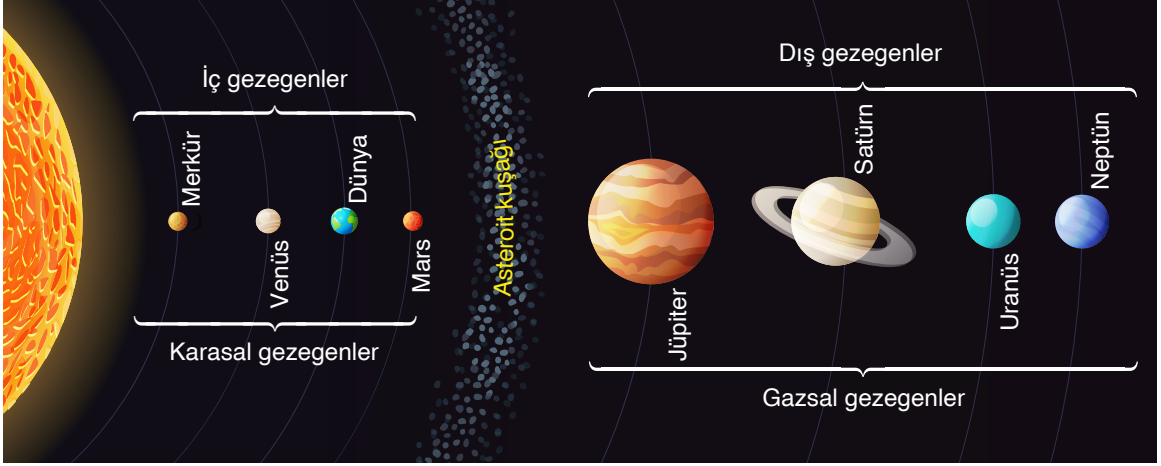 İç gezegenler
Merkür
Venüs
Dünya
Mars
Karasal gezegenler
Asteroit kuşağı
Dış gezegenler
Jüpiter
Satürn
Uranüs
Neptün
Gazsal gezegenler